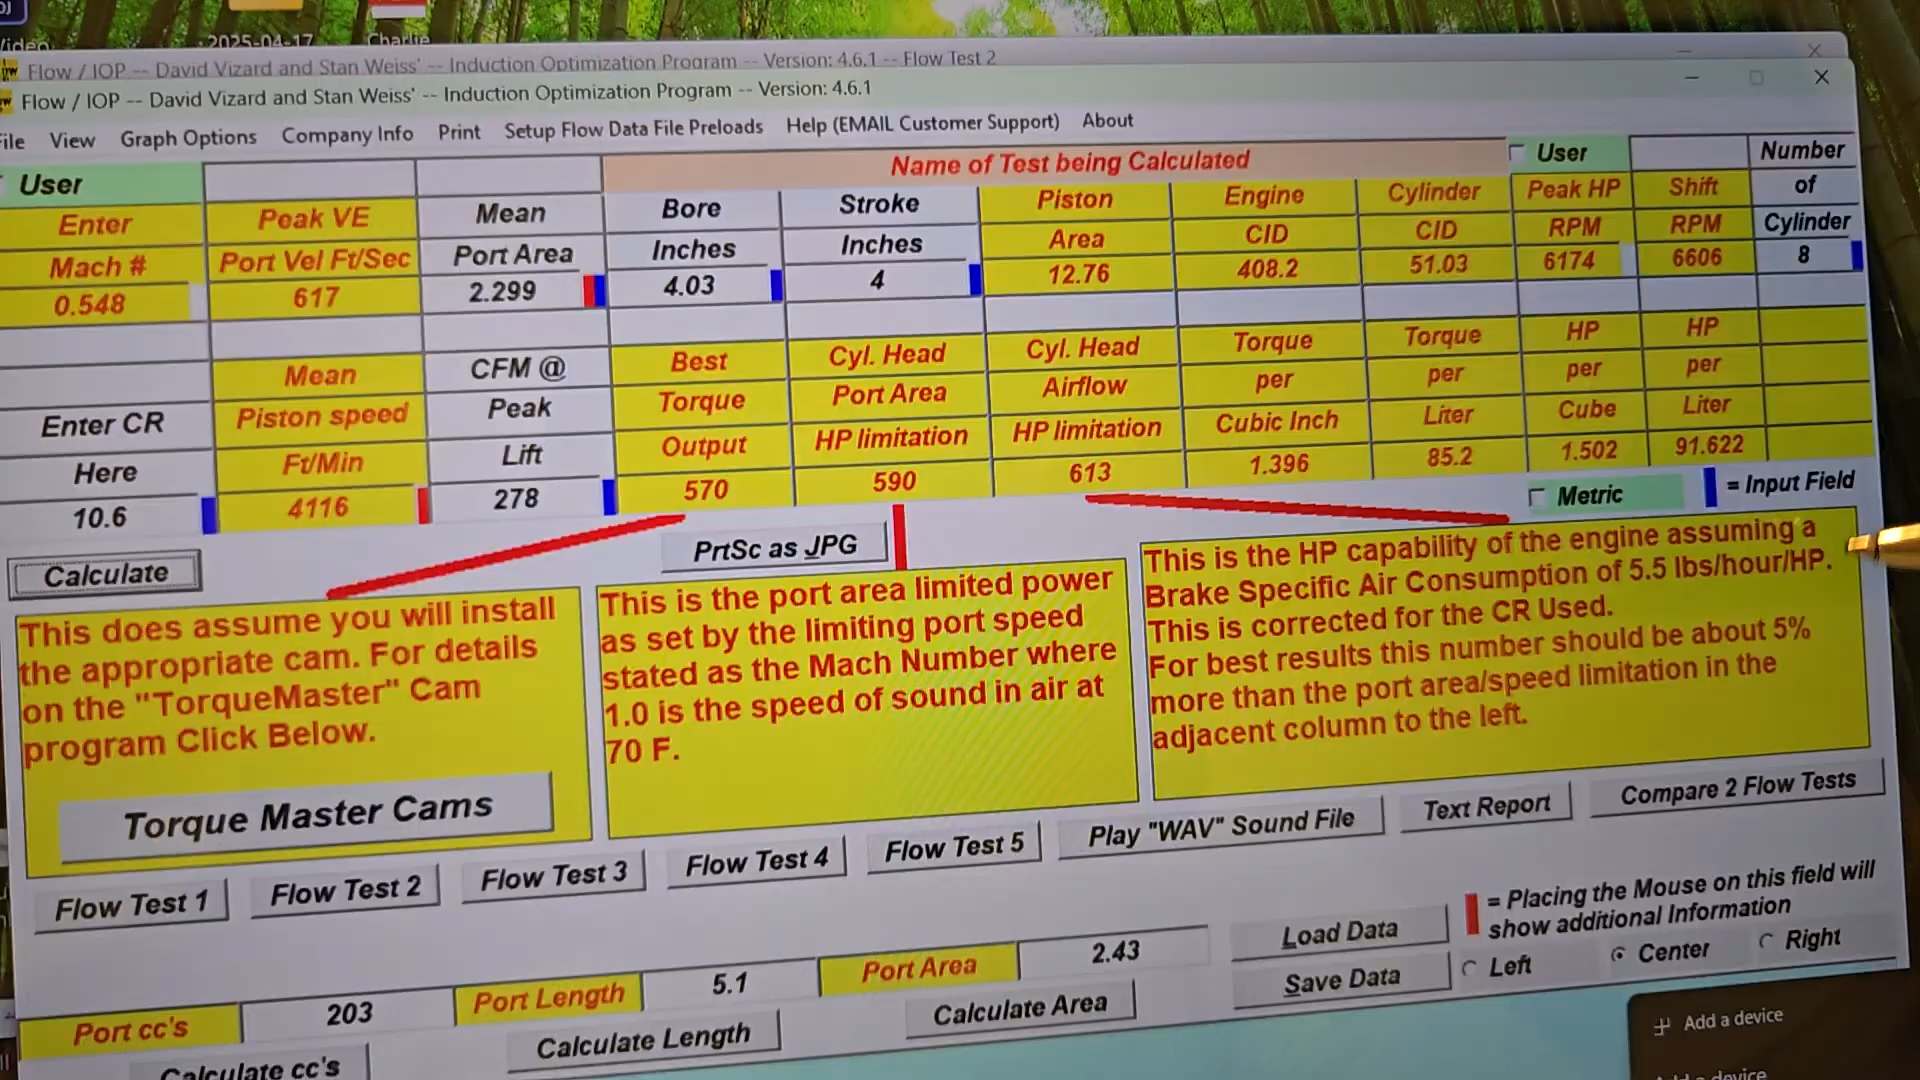 2025-04-17
Charlie
Flow / IOP -- David Vizard and Stan Weiss' -- Induction Optimization Program -- Version: 4.6.1 -- Flow Test 2
Flow / IOP -- David Vizard and Stan Weiss' -- Induction Optimization Program -- Version: 4.6.1
File View Graph Options Company Info Print Setup Flow Data File Preloads Help (EMAIL Customer Support) About
Name of Test being Calculated
User
User
Enter
Mach #
0.548
Peak VE
Port Vel Ft/Sec
617
Mean
Port Area
2.299
Bore
Inches
4.03
Stroke
Inches
4
Piston
Area
12.76
Engine
CID
408.2
Cylinder
CID
51.03
Peak HP
RPM
6174
Shift
RPM
6606
Number
of
Cylinder
8
Enter CR
Here
10.6
Mean
Piston speed
Ft/Min
4116
CFM @
Peak
Lift
278
Best
Torque
Output
570
Cyl. Head
Port Area
HP limitation
590
Cyl. Head
Airflow
HP limitation
613
Torque
per
Cubic Inch
1.396
Torque
per
Liter
85.2
HP
per
Cube
1.502
HP
per
Liter
91.622
Metric
= Input Field
Calculate
PrtSc as JPG
This does assume you will install
the appropriate cam. For details
on the "TorqueMaster" Cam
program Click Below.
Torque Master Cams
This is the port area limited power
as set by the limiting port speed
stated as the Mach Number where
1.0 is the speed of sound in air at
70 F.
This is the HP capability of the engine assuming a
Brake Specific Air Consumption of 5.5 lbs/hour/HP.
This is corrected for the CR Used.
For best results this number should be about 5%
more than the port area/speed limitation in the
adjacent column to the left.
Flow Test 1
Flow Test 2
Flow Test 3
Flow Test 4
Flow Test 5
Play "WAV" Sound File
Text Report
Compare 2 Flow Tests
= Placing the Mouse on this field will
show additional Information
Load Data
Save Data
Left
Center
Right
Port cc's
203
Port Length
5.1
Port Area
2.43
Calculate cc's
Calculate Length
Calculate Area
Add a device